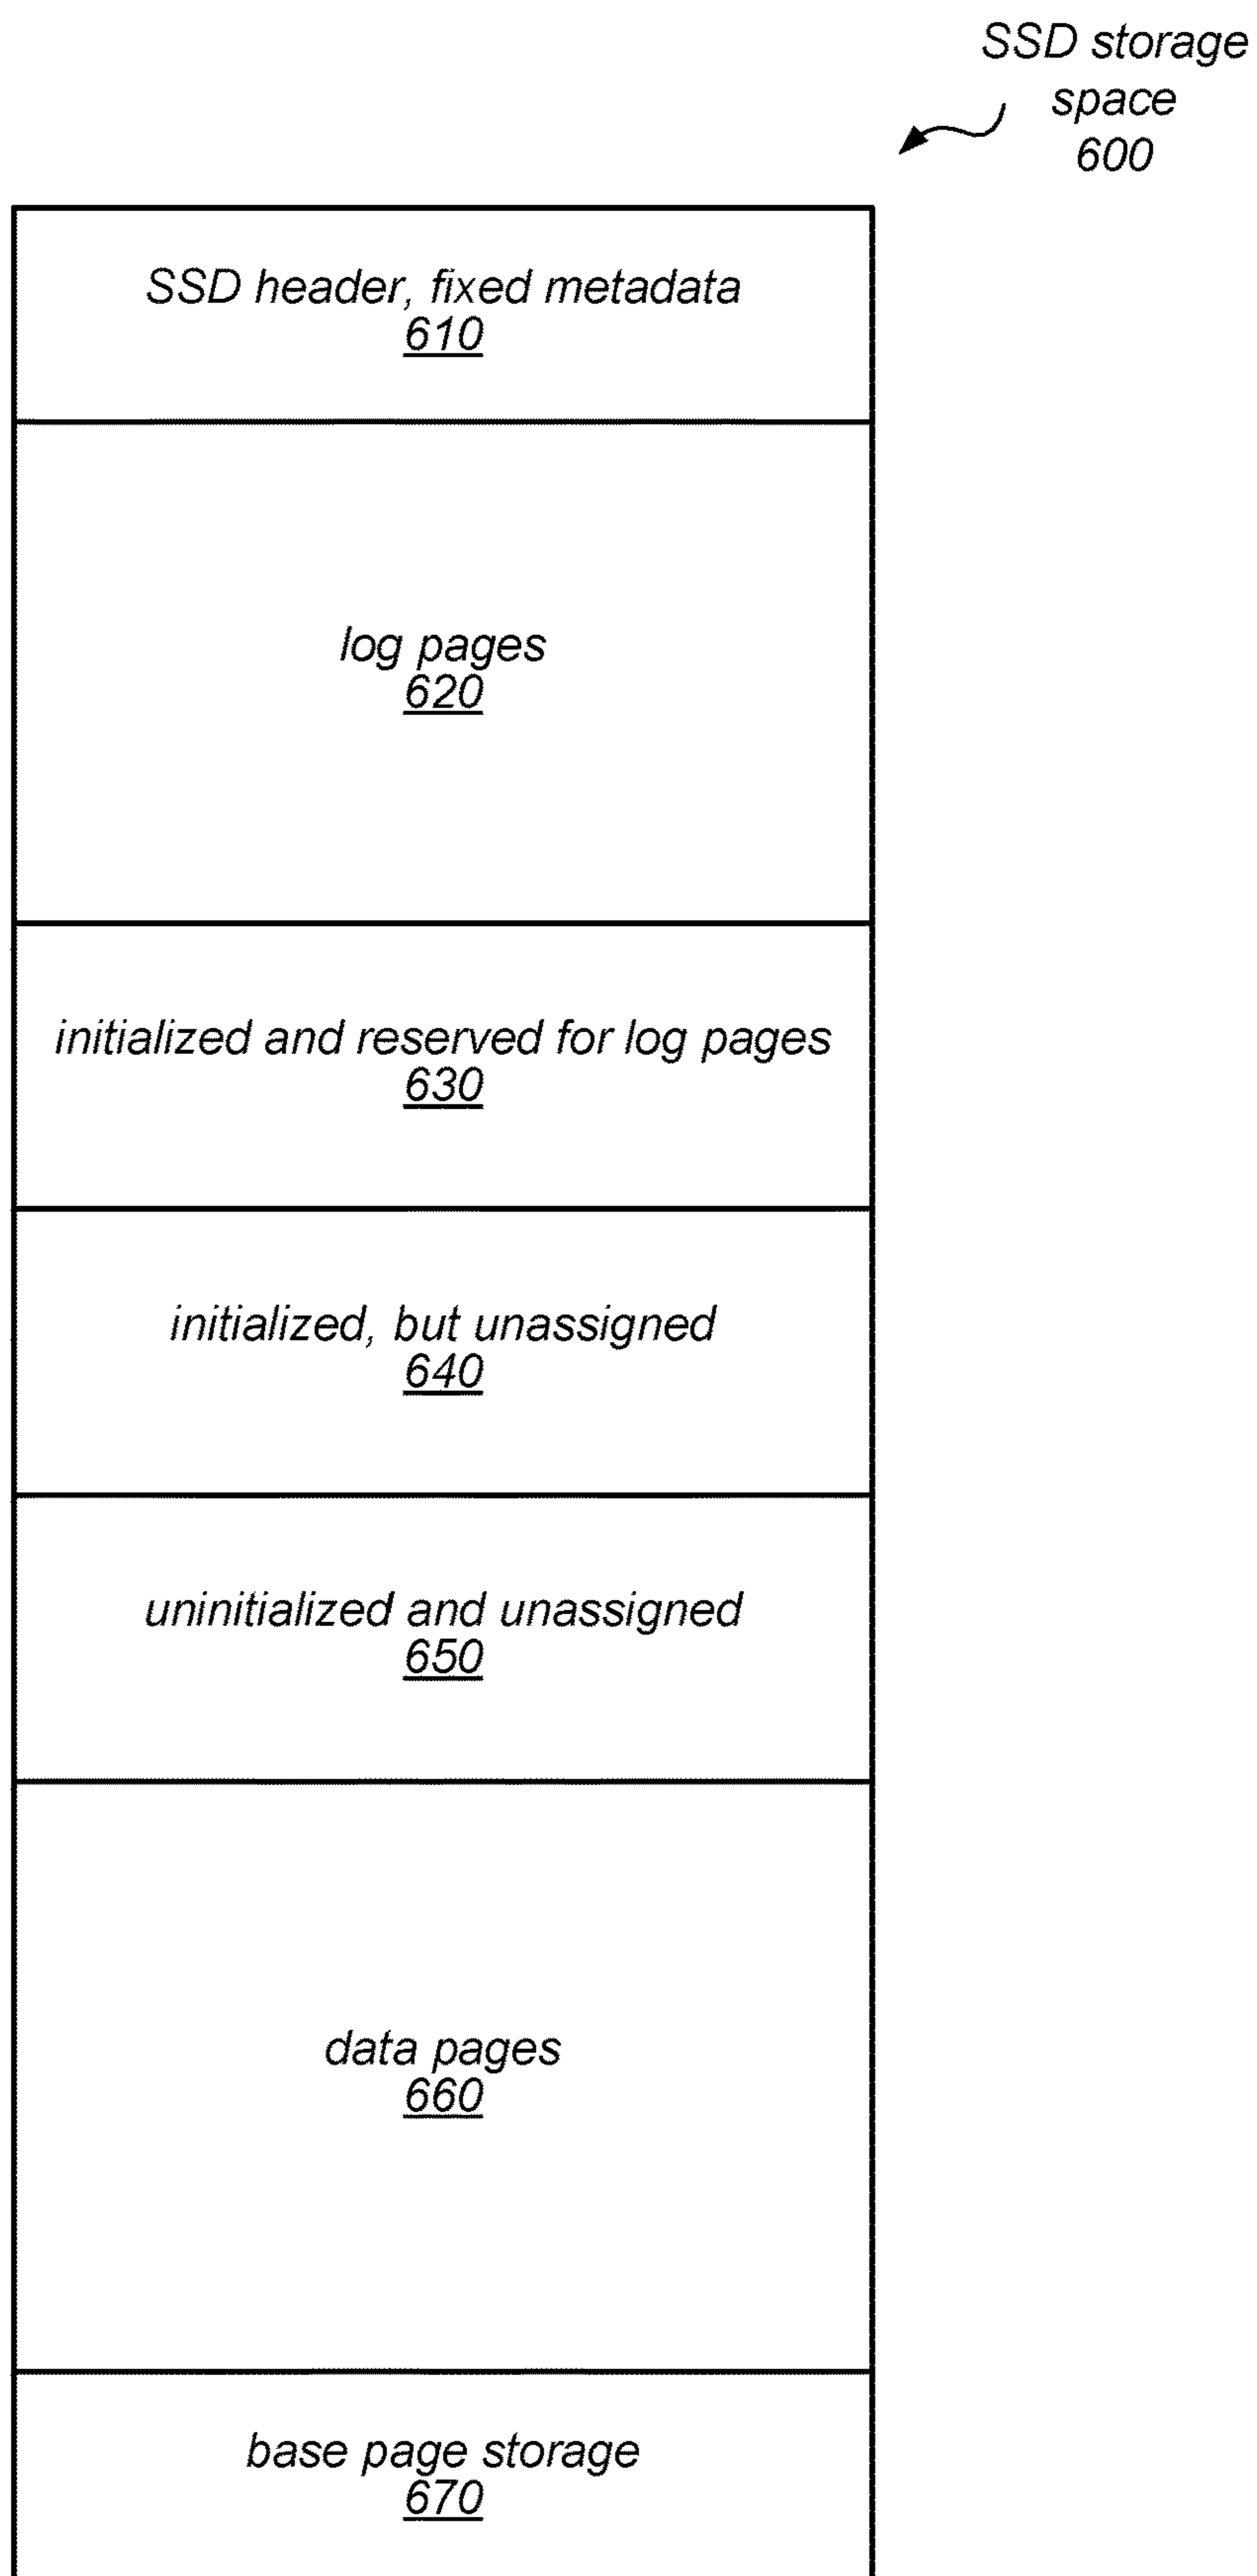 SSD storage
space
600
SSD header, fixed metadata
610
log pages
620
initialized and reserved for log pages
630
initialized, but unassigned
640
uninitialized and unassigned
650
data pages
660
base page storage
670